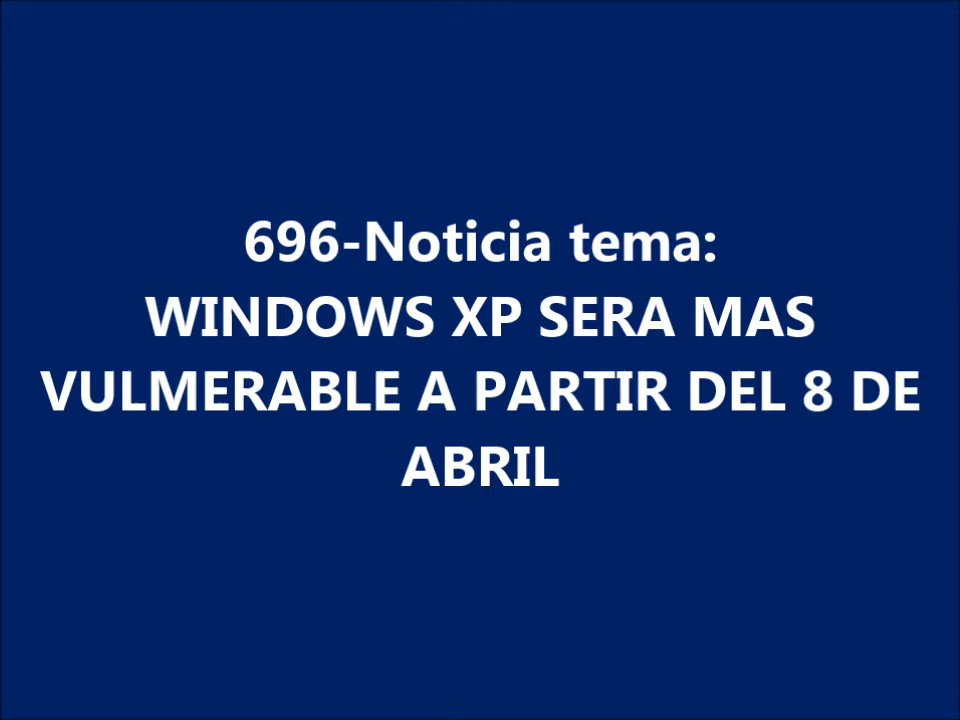 696-Noticia tema:
WINDOWS XP SERA MAS
VULMERABLE A PARTIR DEL 8 DE
ABRIL